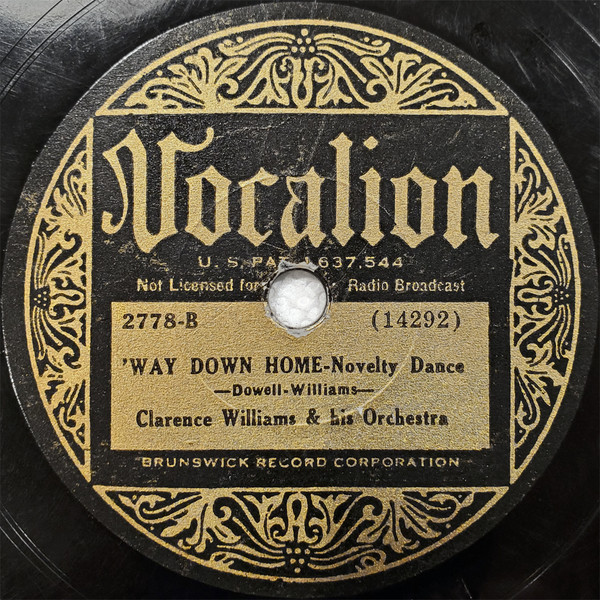 Vocalion
U. S. PAT. 1,637,544
Not Licensed for Radio Broadcast
2778-B (14292)
'WAY DOWN HOME-Novelty Dance
—Dowell-Williams—
Clarence Williams & his Orchestra
BRUNSWICK RECORD CORPORATION